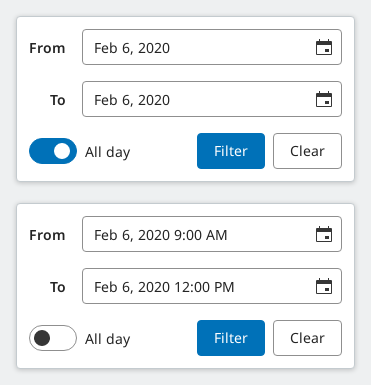 From Feb 6, 2020
To Feb 6, 2020
All day Filter Clear
From Feb 6, 2020 9:00 AM
To Feb 6, 2020 12:00 PM
All day Filter Clear